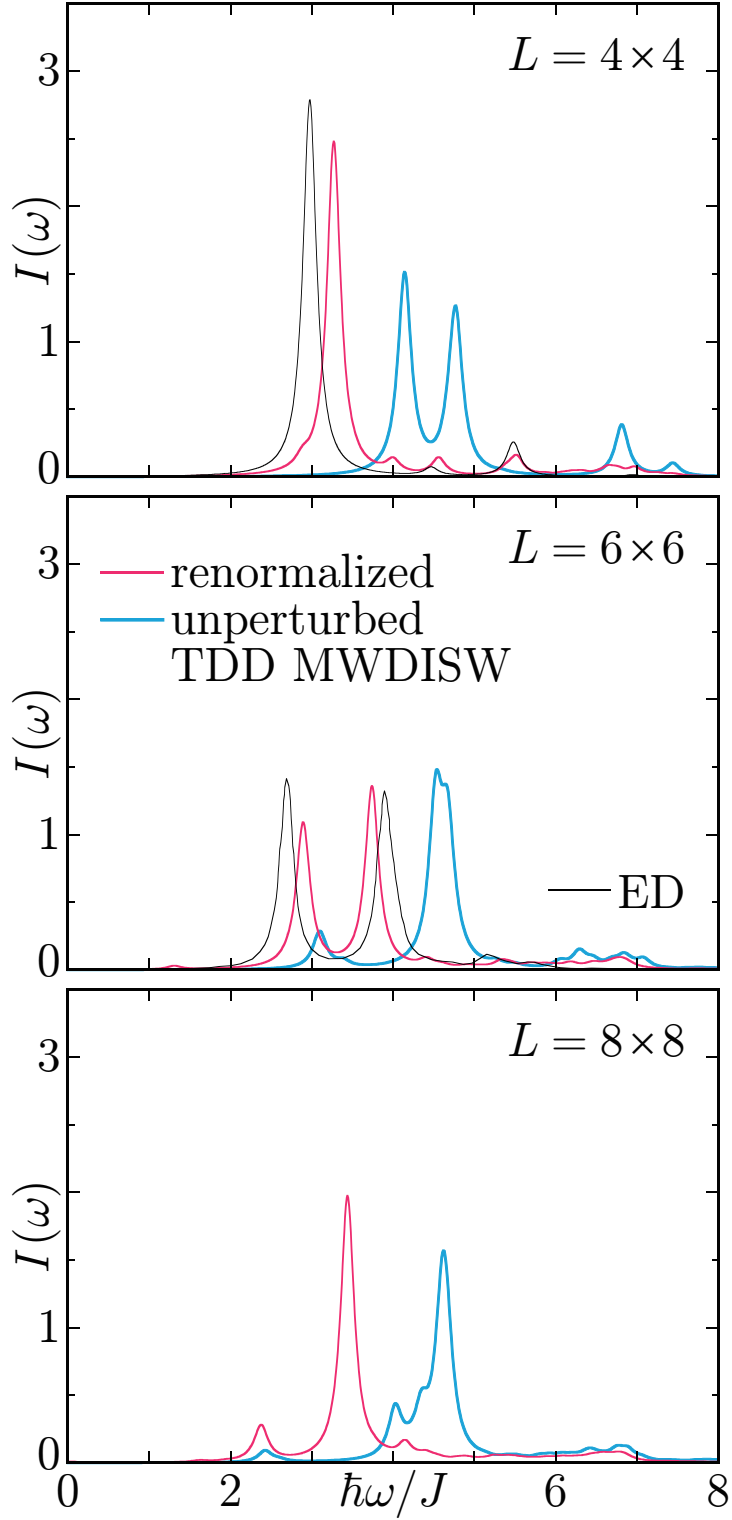 L = 4×4
3
I(ω)
1
0
L = 6×6
3
renormalized
unperturbed
TDD MWDISW
I(ω)
1
ED
0
L = 8×8
3
I(ω)
1
0
0 2 ħω/J 6 8